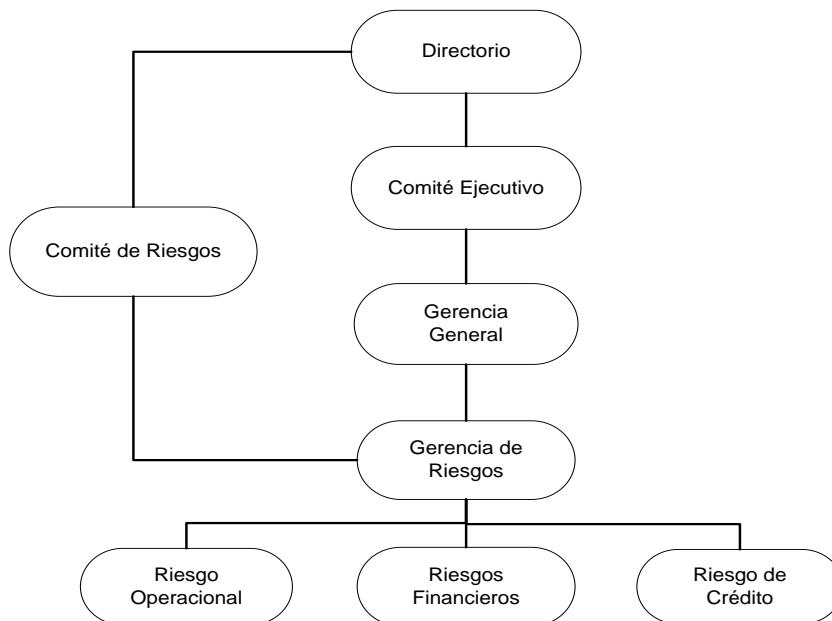 Directorio
Comité Ejecutivo
Comité de Riesgos
Gerencia
General
Gerencia de
Riesgos
Riesgo
Operacional
Riesgos
Financieros
Riesgo de
Crédito